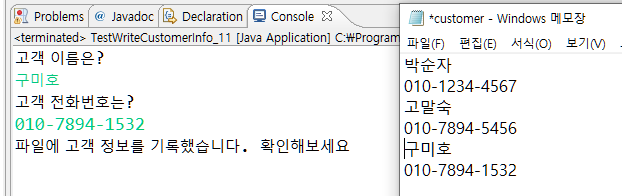 Problems @ Javadoc Declaration Console
<terminated> TestWriteCustomerInfo_11 [Java Application] C:\Program
고객 이름은?
구미호
고객 전화번호는?
010-7894-1532
파일에 고객 정보를 기록했습니다. 확인해보세요
*customer - Windows 메모장
파일(F) 편집(E) 서식(O) 보기(V)
박순자
010-1234-4567
고말숙
010-7894-5456
구미호
010-7894-1532